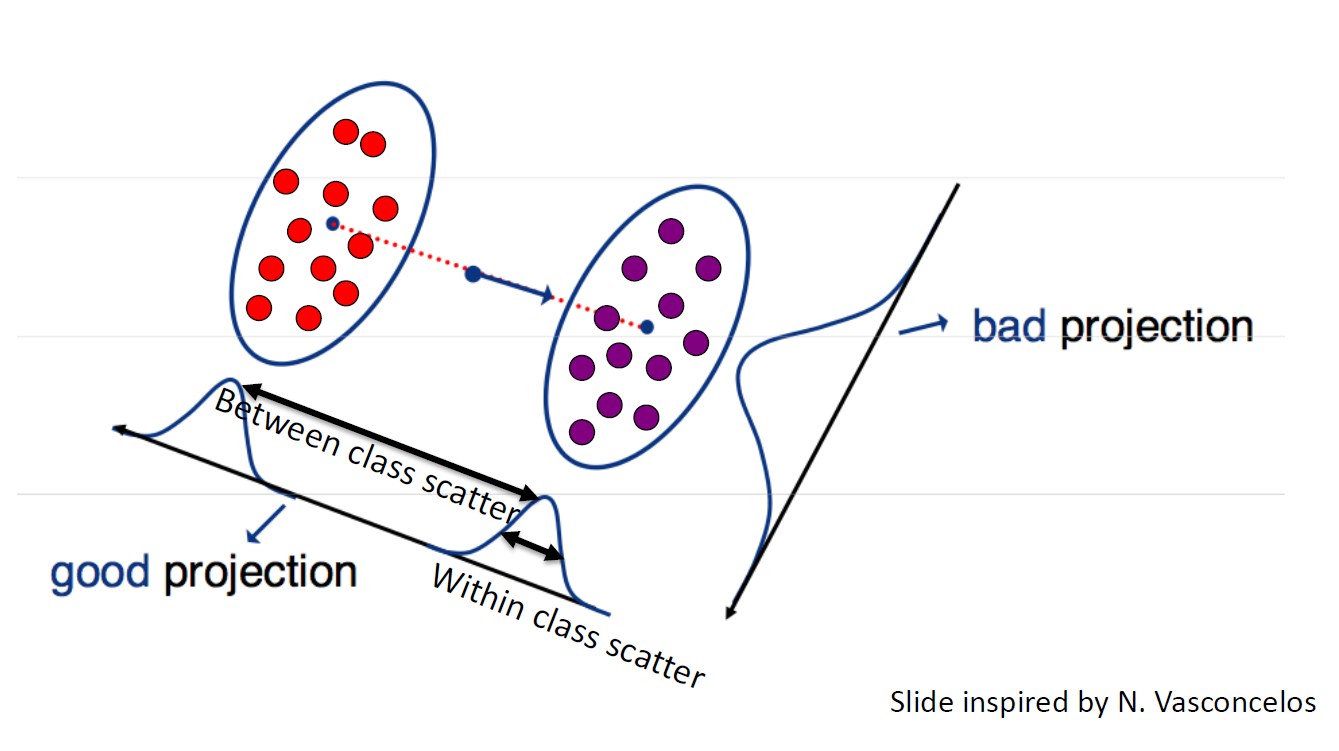 bad projection
Between class scatter
good projection
Within class scatter
Slide inspired by N. Vasconcelos